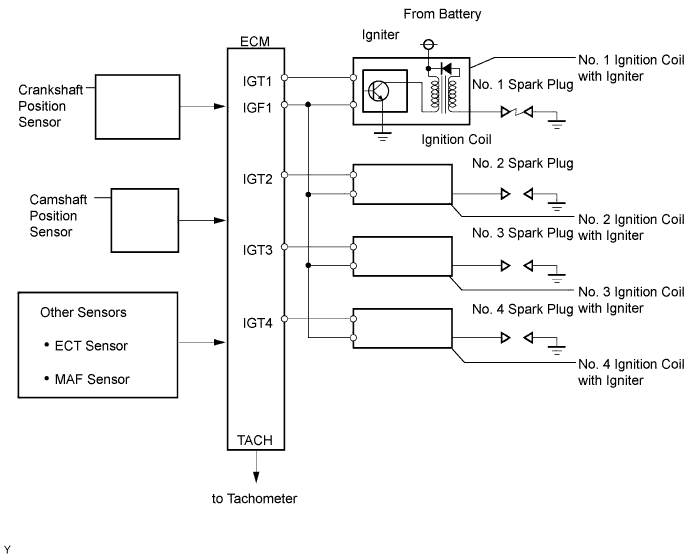 From Battery
Igniter
ECM
No. 1 Ignition Coil
with Igniter
IGT1
No. 1 Spark Plug
Crankshaft
Position
Sensor
IGF1
Ignition Coil
No. 2 Spark Plug
IGT2
Camshaft
Position
Sensor
No. 2 Ignition Coil
with Igniter
No. 3 Spark Plug
IGT3
No. 3 Ignition Coil
with Igniter
Other Sensors
• ECT Sensor
• MAF Sensor
No. 4 Spark Plug
IGT4
No. 4 Ignition Coil
with Igniter
TACH
to Tachometer
Y